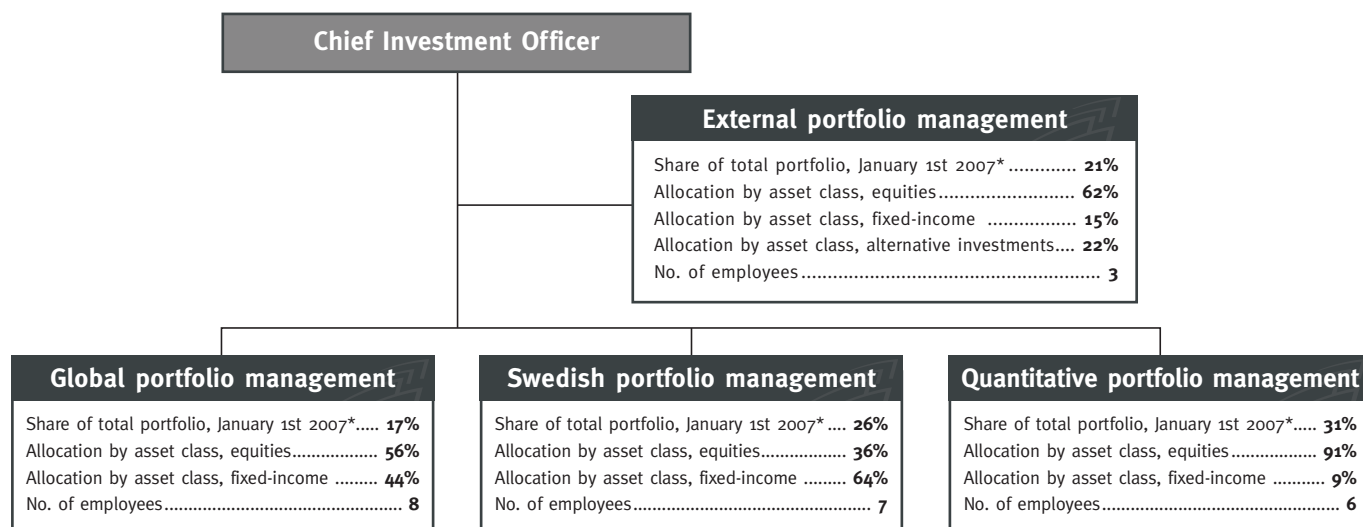 Chief Investment Officer
External portfolio management
Share of total portfolio, January 1st 2007* ............. 21%
Allocation by asset class, equities.......................... 62%
Allocation by asset class, fixed-income ................. 15%
Allocation by asset class, alternative investments.... 22%
No. of employees......................................................... 3
Global portfolio management
Share of total portfolio, January 1st 2007*..... 17%
Allocation by asset class, equities................. 56%
Allocation by asset class, fixed-income ......... 44%
No. of employees.............................................. 8
Swedish portfolio management
Share of total portfolio, January 1st 2007* .... 26%
Allocation by asset class, equities................. 36%
Allocation by asset class, fixed-income ......... 64%
No. of employees.............................................. 7
Quantitative portfolio management
Share of total portfolio, January 1st 2007*..... 31%
Allocation by asset class, equities................. 91%
Allocation by asset class, fixed-income ........... 9%
No. of employees.............................................. 6